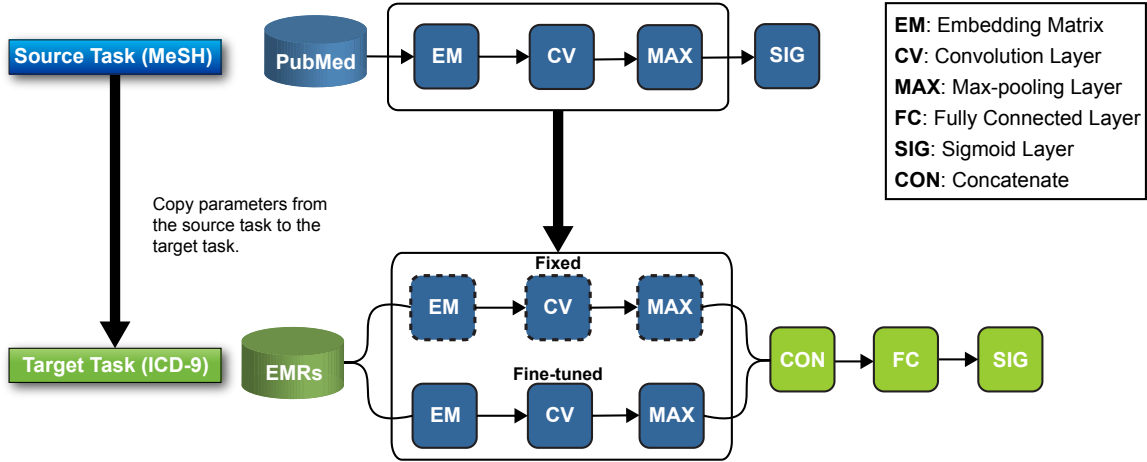 Source Task (MeSH)
PubMed
EM
CV
MAX
SIG
EM: Embedding Matrix
CV: Convolution Layer
MAX: Max-pooling Layer
FC: Fully Connected Layer
SIG: Sigmoid Layer
CON: Concatenate
Copy parameters from
the source task to the
target task.
Fixed
EM
CV
MAX
Target Task (ICD-9)
EMRs
CON
FC
SIG
Fine-tuned
EM
CV
MAX